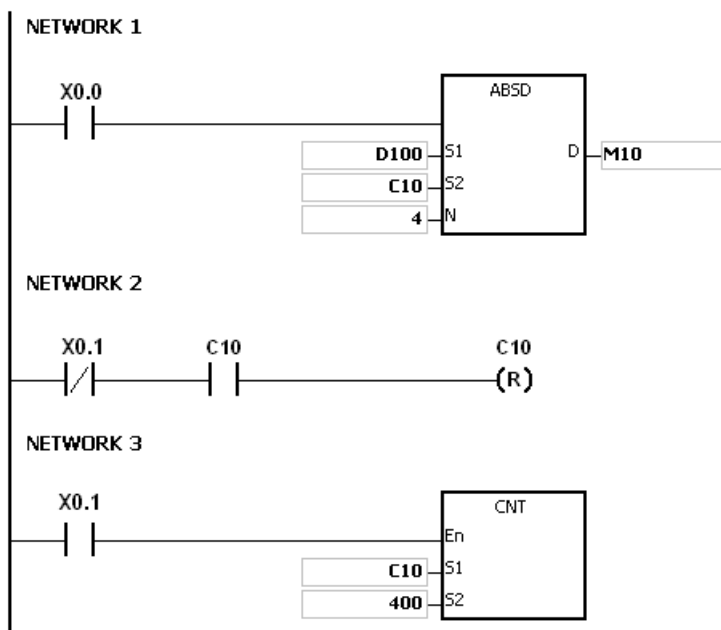 NETWORK 1
X0.0
ABSD
D100 S1 D M10
C10 S2
4 N
NETWORK 2
X0.1 C10 C10
(R)
NETWORK 3
X0.1
CNT
En
C10 S1
400 S2